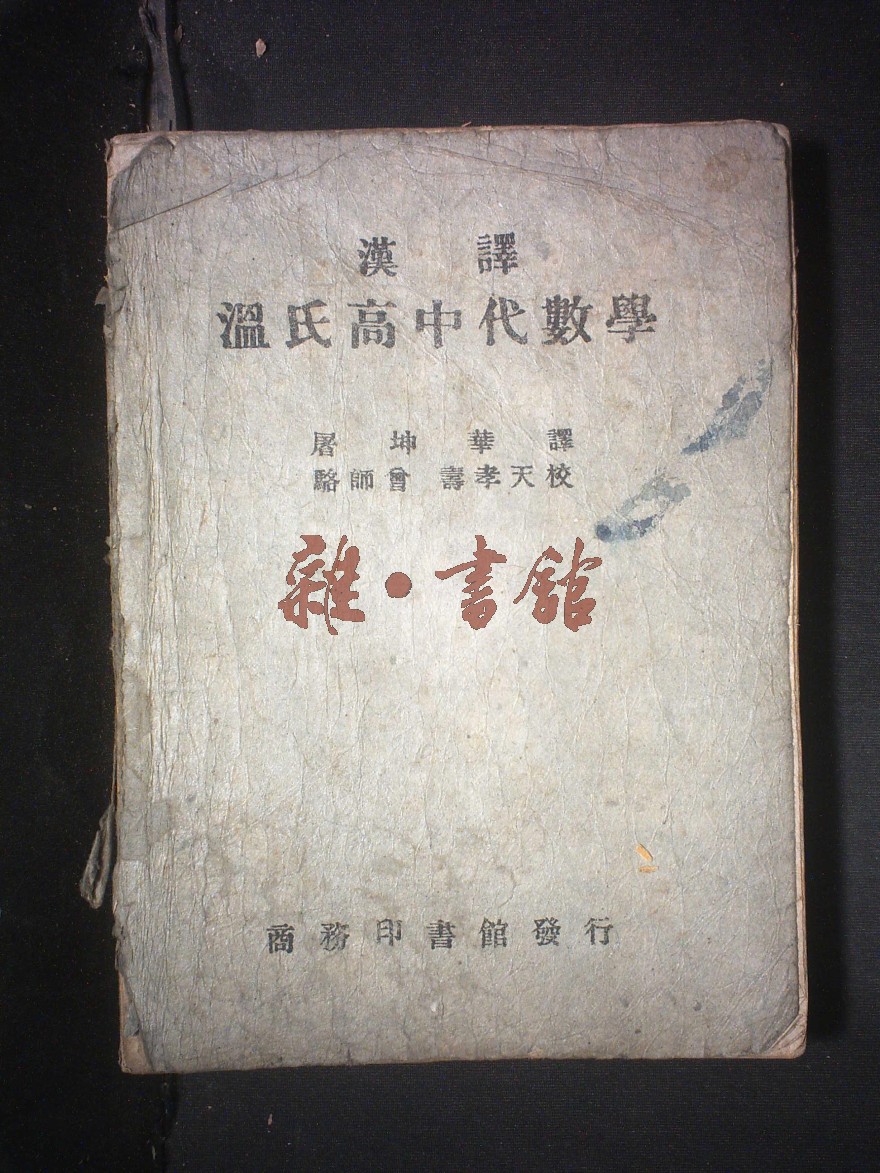 漢譯
溫氏高中代數學
屠坤華譯
駱師曾 壽孝天校
雜·書館
商務印書館發行